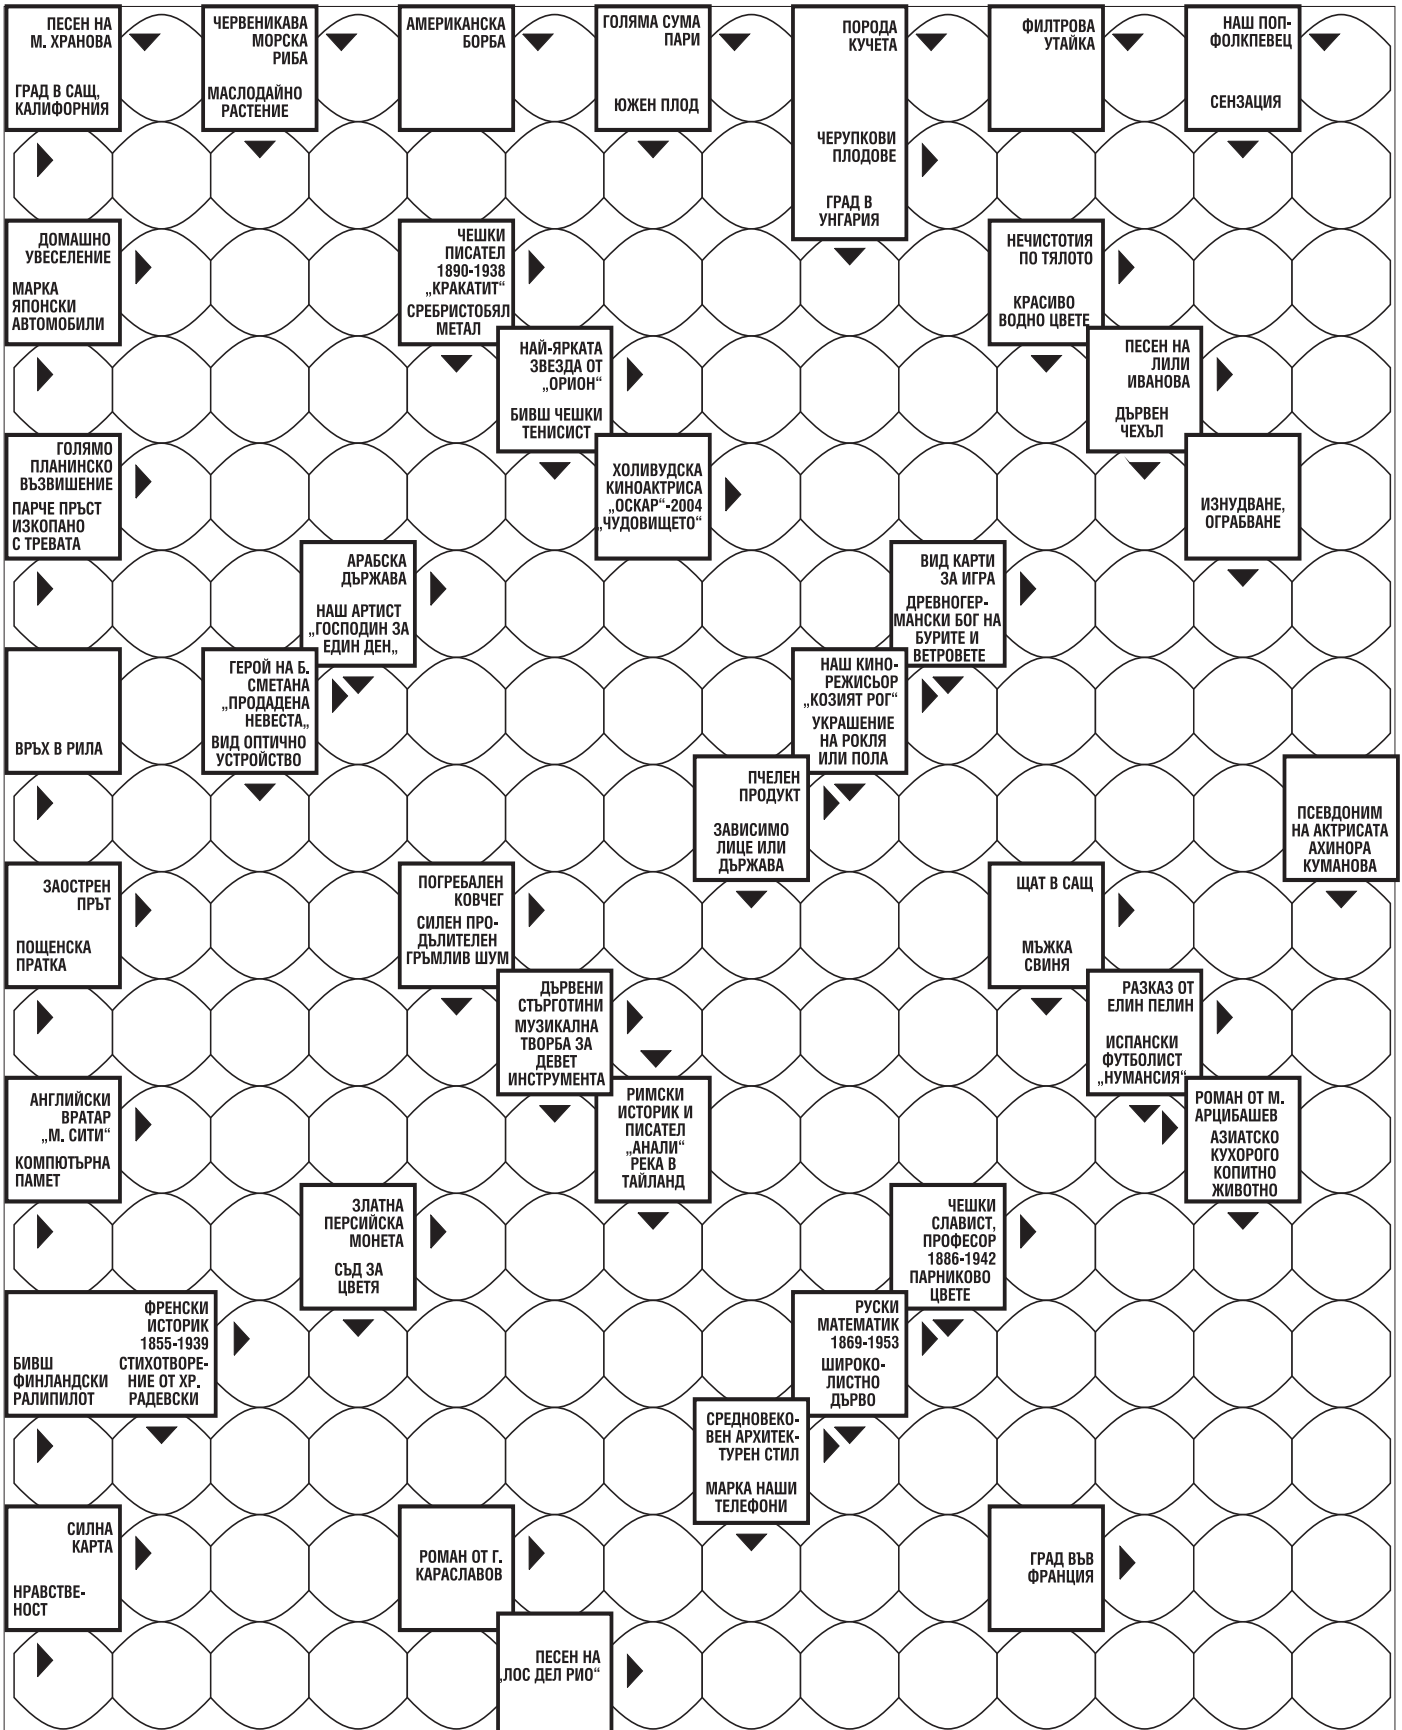 ПЕСЕН НА
М. ХРАНОВА
ГРАД В САЩ,
КАЛИФОРНИЯ
ЧЕРВЕНИКАВА
МОРСКА
РИБА
МАСЛОДАЙНО
РАСТЕНИЕ
АМЕРИКАНСКА
БОРБА
ГОЛЯМА СУМА
ПАРИ
ЮЖЕН ПЛОД
ПОРОДА
КУЧЕТА
ЧЕРУПКОВИ
ПЛОДОВЕ
ГРАД В
УНГАРИЯ
ФИЛТРОВА
УТАЙКА
НАШ ПОП-
ФОЛКПЕВЕЦ
СЕНЗАЦИЯ
ДОМАШНО
УВЕСЕЛЕНИЕ
МАРКА
ЯПОНСКИ
АВТОМОБИЛИ
ЧЕШКИ
ПИСАТЕЛ
1890-1938
„КРАКАТИТ“
СРЕБРИСТОБЯЛ
МЕТАЛ
НЕЧИСТОТИЯ
ПО ТЯЛОТО
КРАСИВО
ВОДНО ЦВЕТЕ
НАЙ-ЯРКАТА
ЗВЕЗДА ОТ
„ОРИОН“
БИВШ ЧЕШКИ
ТЕНИСИСТ
ПЕСЕН НА
ЛИЛИ
ИВАНОВА
ДЪРВЕН
ЧЕХЪЛ
ГОЛЯМО
ПЛАНИНСКО
ВЪЗВИШЕНИЕ
ПАРЧЕ ПРЪСТ
ИЗКОПАНО
С ТРЕВАТА
ХОЛИВУДСКА
КИНОАКТРИСА
„ОСКАР“-2004
„ЧУДОВИЩЕТО“
ИЗНУДВАНЕ,
ОГРАБВАНЕ
АРАБСКА
ДЪРЖАВА
НАШ АРТИСТ
„ГОСПОДИН ЗА
ЕДИН ДЕН„
ВИД КАРТИ
ЗА ИГРА
ДРЕВНОГЕР-
МАНСКИ БОГ НА
БУРИТЕ И
ВЕТРОВЕТЕ
ВРЪХ В РИЛА
ГЕРОЙ НА Б.
СМЕТАНА
„ПРОДАДЕНА
НЕВЕСТА„
ВИД ОПТИЧНО
УСТРОЙСТВО
НАШ КИНО-
РЕЖИСЬОР
„КОЗИЯТ РОГ“
УКРАШЕНИЕ
НА РОКЛЯ
ИЛИ ПОЛА
ПЧЕЛЕН
ПРОДУКТ
ЗАВИСИМО
ЛИЦЕ ИЛИ
ДЪРЖАВА
ПСЕВДОНИМ
НА АКТРИСАТА
АХИНОРА
КУМАНОВА
ЗАОСТРЕН
ПРЪТ
ПОЩЕНСКА
ПРАТКА
ПОГРЕБАЛЕН
КОВЧЕГ
СИЛЕН ПРО-
ДЪЛИТЕЛЕН
ГРЪМЛИВ ШУМ
ЩАТ В САЩ
МЪЖКА
СВИНЯ
ДЪРВЕНИ
СТЪРГОТИНИ
МУЗИКАЛНА
ТВОРБА ЗА
ДЕВЕТ
ИНСТРУМЕНТА
РАЗКАЗ ОТ
ЕЛИН ПЕЛИН
ИСПАНСКИ
ФУТБОЛИСТ
„НУМАНСИЯ“
АНГЛИЙСКИ
ВРАТАР
„М. СИТИ“
КОМПЮТЪРНА
ПАМЕТ
РИМСКИ
ИСТОРИК И
ПИСАТЕЛ
„АНАЛИ“
РЕКА В
ТАЙЛАНД
РОМАН ОТ М.
АРЦИБАШЕВ
АЗИАТСКО
КУХОРОГО
КОПИТНО
ЖИВОТНО
ЗЛАТНА
ПЕРСИЙСКА
МОНЕТА
СЪД ЗА
ЦВЕТЯ
ЧЕШКИ
СЛАВИСТ,
ПРОФЕСОР
1886-1942
ПАРНИКОВО
ЦВЕТЕ
ФРЕНСКИ
ИСТОРИК
1855-1939
СТИХОТВОРЕ-
НИЕ ОТ ХР.
РАДЕВСКИ
БИВШ
ФИНЛАНДСКИ
РАЛИПИЛОТ
РУСКИ
МАТЕМАТИК
1869-1953
ШИРОКО-
ЛИСТНО
ДЪРВО
СРЕДНОВЕКО-
ВЕН АРХИТЕК-
ТУРЕН СТИЛ
МАРКА НАШИ
ТЕЛЕФОНИ
СИЛНА
КАРТА
НРАВСТВЕ-
НОСТ
РОМАН ОТ Г.
КАРАСЛАВОВ
ГРАД ВЪВ
ФРАНЦИЯ
ПЕСЕН НА
„ЛОС ДЕЛ РИО“